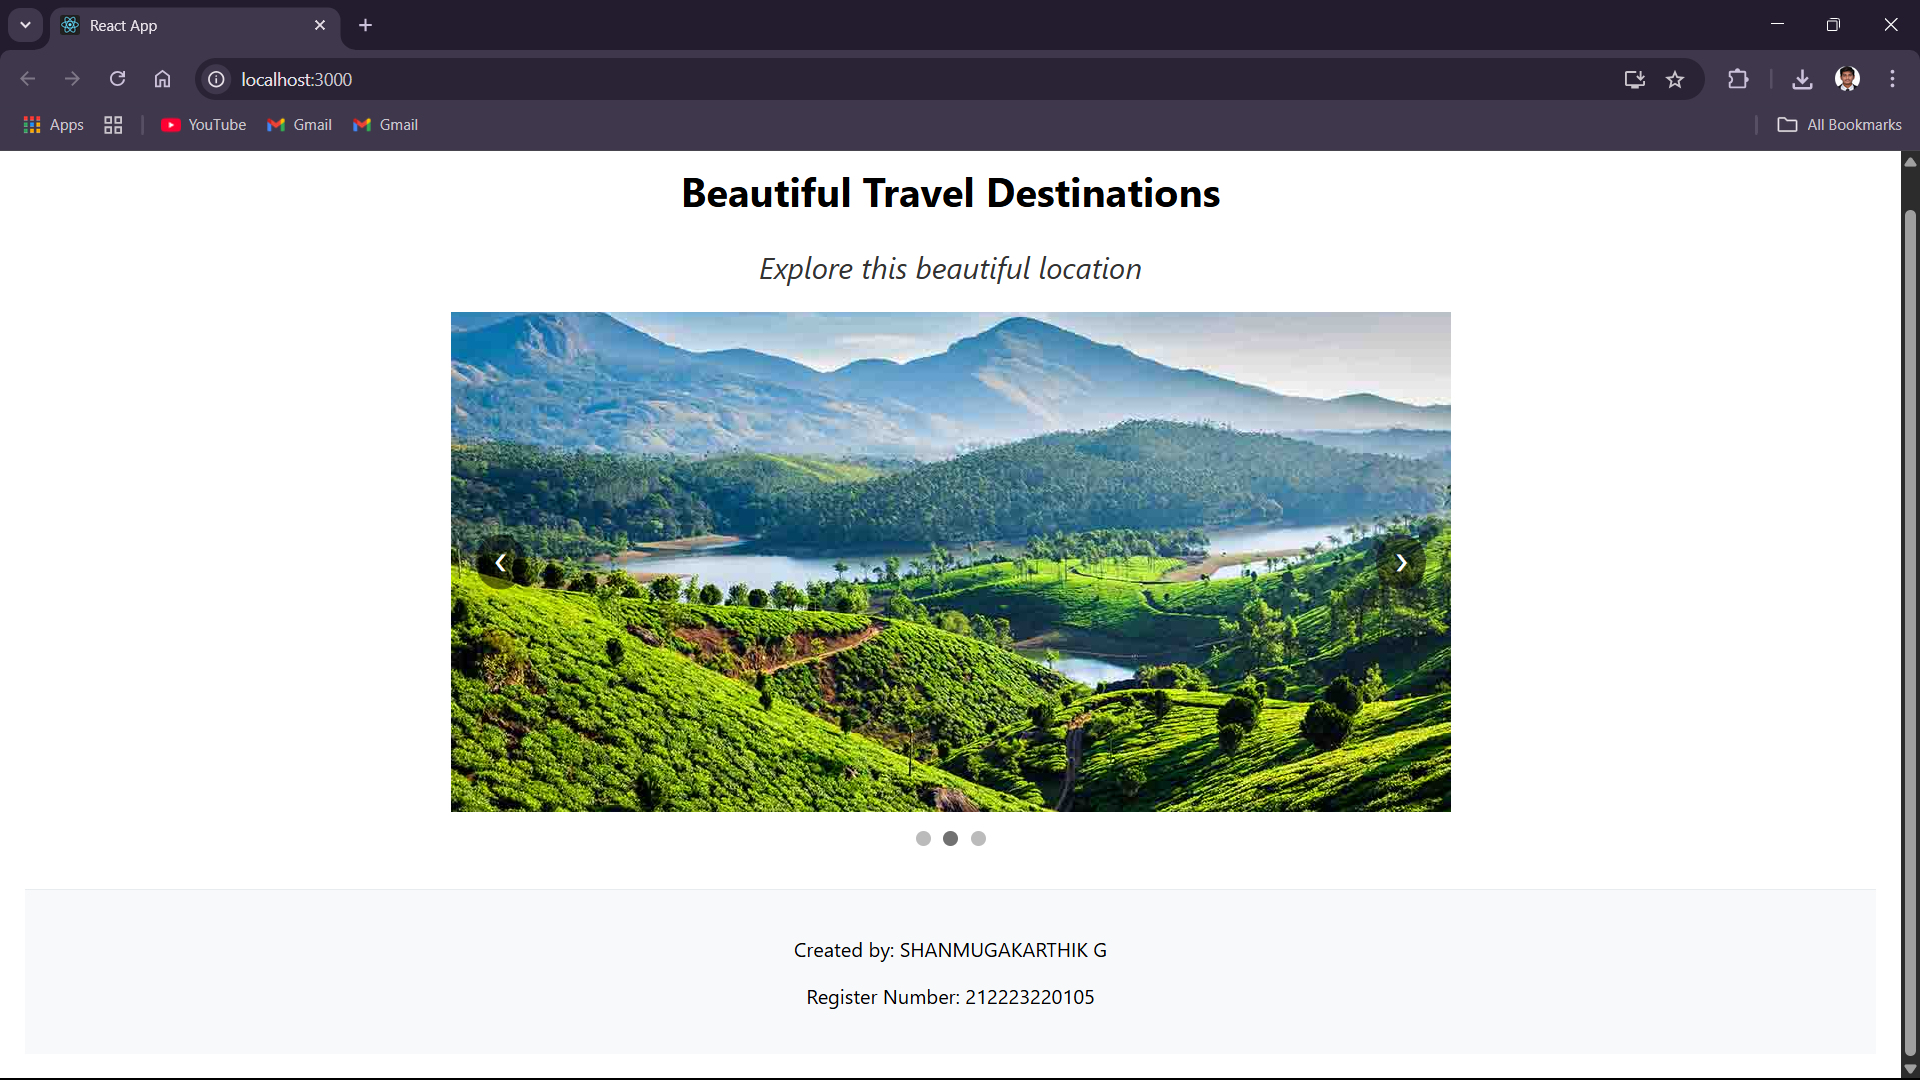 React App
localhost:3000
Apps YouTube Gmail Gmail All Bookmarks
Beautiful Travel Destinations
Explore this beautiful location
Created by: SHANMUGAKARTHIK G
Register Number: 212223220105